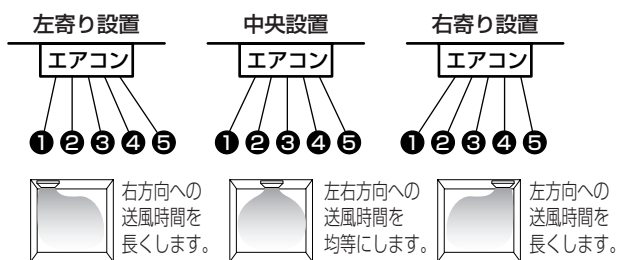 左寄り設置
エアコン
❶❷❸❹❺
右方向への
送風時間を
長くします。
中央設置
エアコン
❶❷❸❹❺
左右方向への
送風時間を
均等にします。
右寄り設置
エアコン
❶❷❸❹❺
左方向への
送風時間を
長くします。